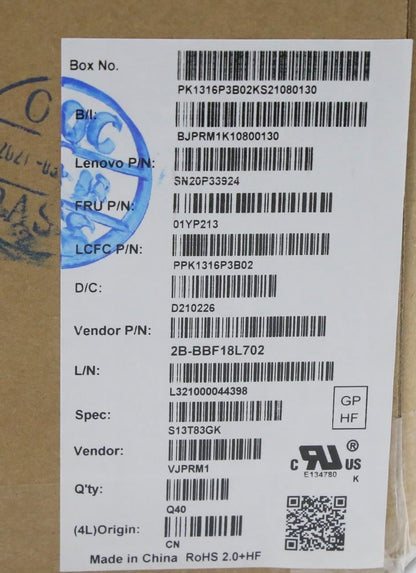 Box No.
PK1316P3B02KS21080130
B/I:
BJPRM1K10800130
Lenovo P/N:
SN20P33924
FRU P/N:
01YP213
LCFC P/N:
PPK1316P3B02
D/C:
D210226
Vendor P/N:
2B-BBF18L702
L/N:
L321000044398
Spec:
S13T83GK
GP
HF
Vendor:
VJPRM1
C RU ® US
E134780
K
Q'ty:
Q40
(4L)Origin:
CN
Made in China RoHS 2.0+HF